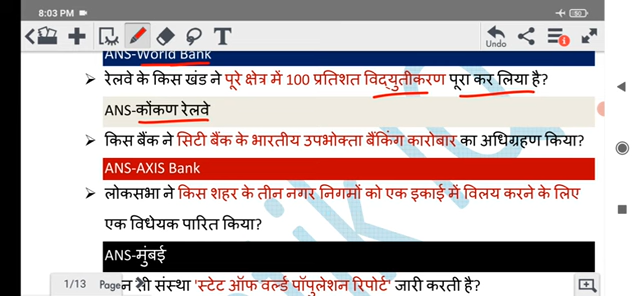 8:03 PM
50
Undo
ANS-World Bank
रेलवे के किस खंड ने पूरे क्षेत्र में 100 प्रतिशत विद्युतीकरण पूरा कर लिया है?
ANS-कोंकण रेलवे
किस बैंक ने सिटी बैंक के भारतीय उपभोक्ता बैंकिंग कारोबार का अधिग्रहण किया?
ANS-AXIS Bank
लोकसभा ने किस शहर के तीन नगर निगमों को एक इकाई में विलय करने के लिए
एक विधेयक पारित किया?
ANS-मुंबई
1/13 Page
न सी संस्था 'स्टेट ऑफ वर्ल्ड पॉपुलेशन रिपोर्ट' जारी करती है?